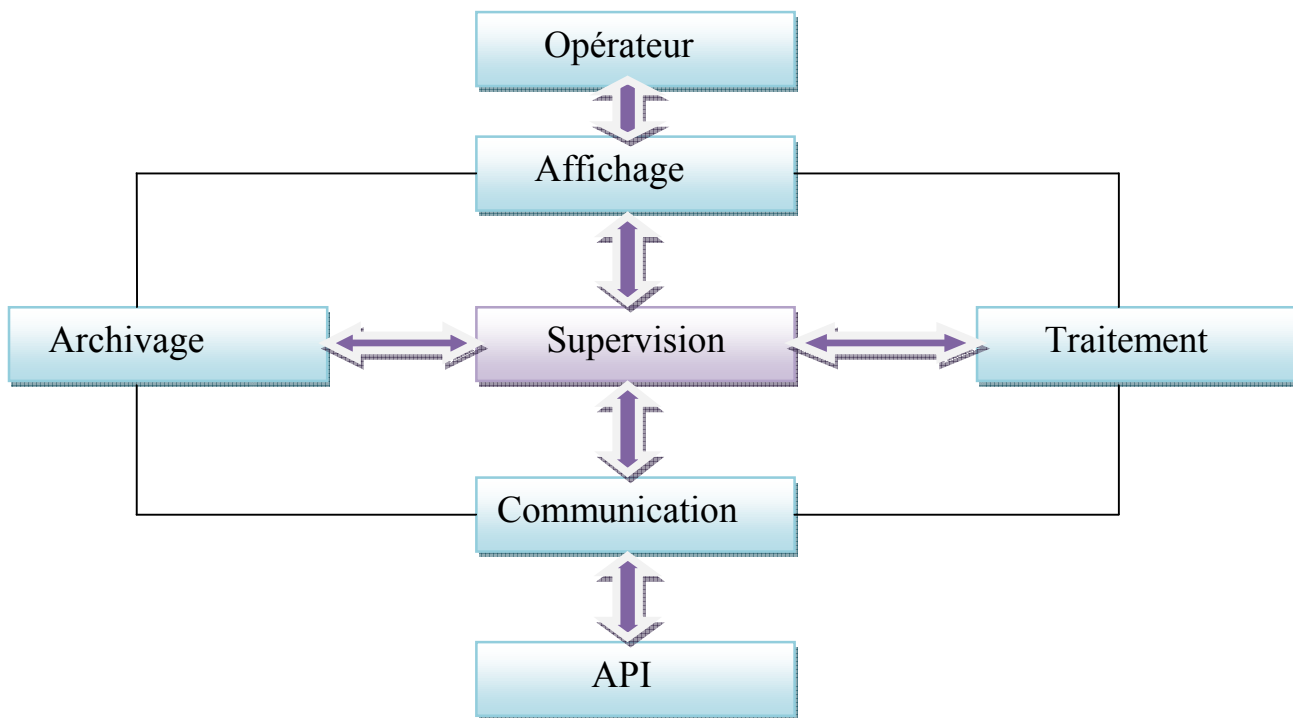 Opérateur
Affichage
Archivage
Supervision
Traitement
Communication
API